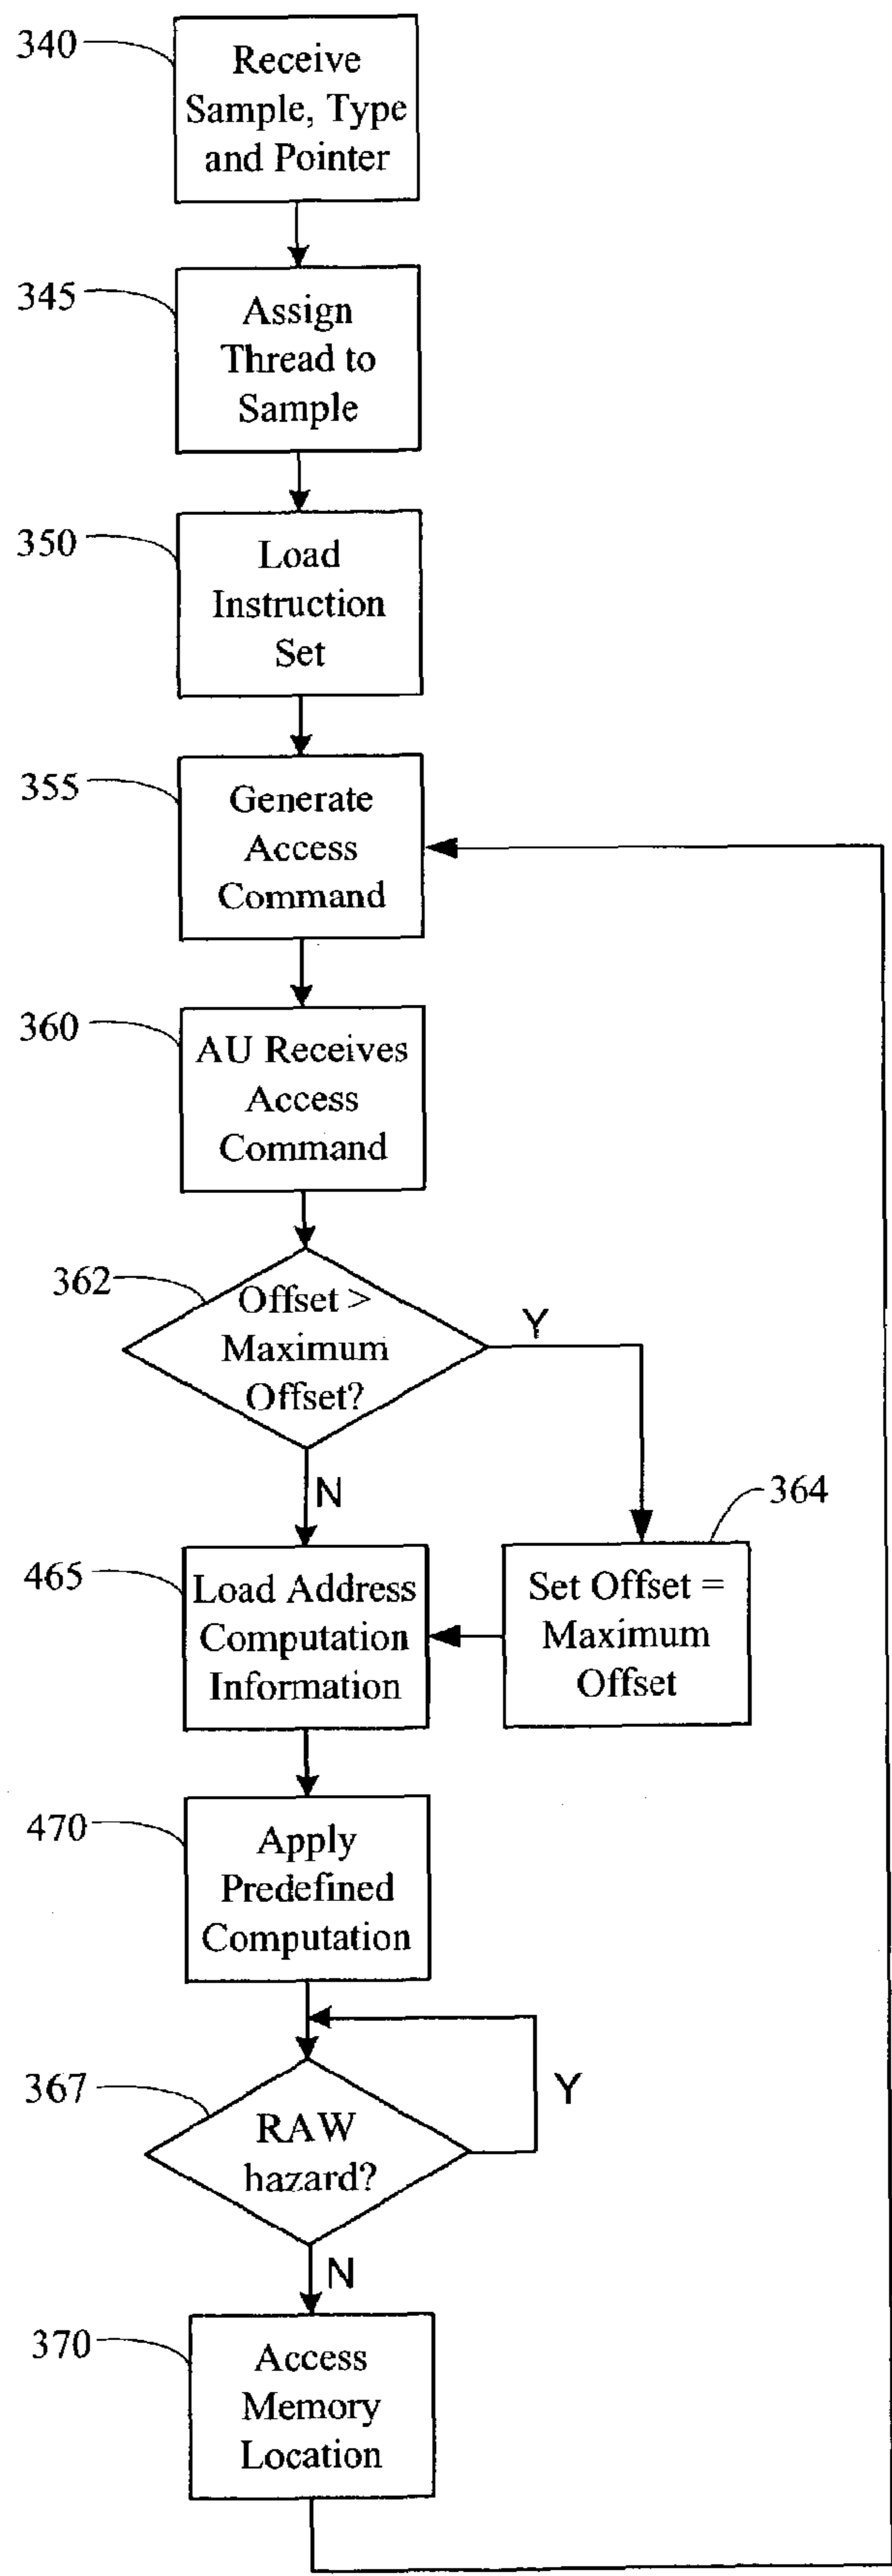 340
Receive
Sample, Type
and Pointer
345
Assign
Thread to
Sample
350
Load
Instruction
Set
355
Generate
Access
Command
360
AU Receives
Access
Command
362
Offset >
Maximum
Offset?
Y
N
364
465
Load Address
Computation
Information
Set Offset =
Maximum
Offset
470
Apply
Predefined
Computation
367
RAW
hazard?
Y
N
370
Access
Memory
Location